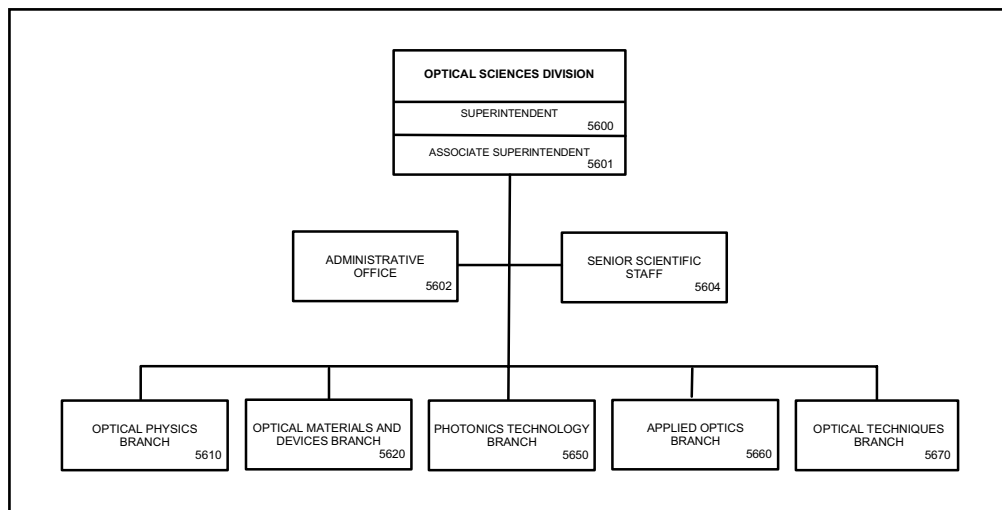 OPTICAL SCIENCES DIVISION
SUPERINTENDENT
5600
ASSOCIATE SUPERINTENDENT
5601
ADMINISTRATIVE
OFFICE
5602
SENIOR SCIENTIFIC
STAFF
5604
OPTICAL PHYSICS
BRANCH
5610
OPTICAL MATERIALS AND
DEVICES BRANCH
5620
PHOTONICS TECHNOLOGY
BRANCH
5650
APPLIED OPTICS
BRANCH
5660
OPTICAL TECHNIQUES
BRANCH
5670